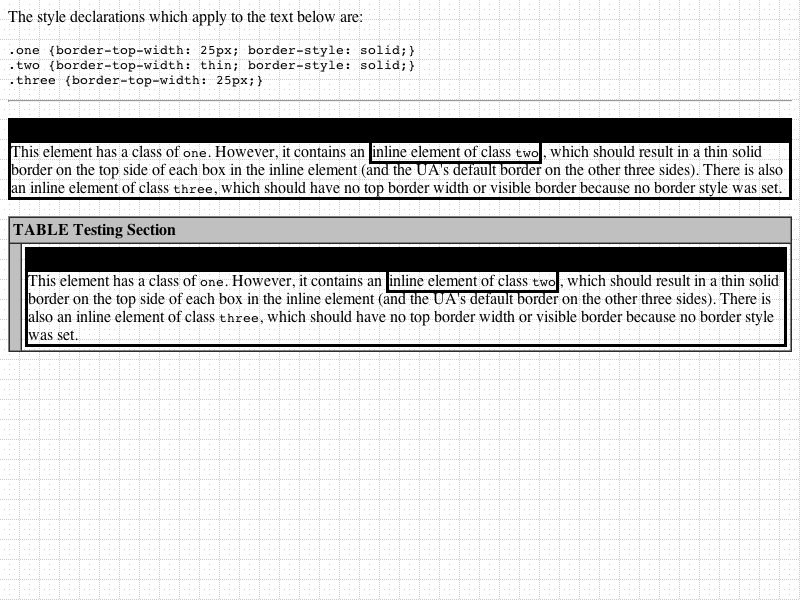 The style declarations which apply to the text below are:
.one {border-top-width: 25px; border-style: solid;}
.two {border-top-width: thin; border-style: solid;}
.three {border-top-width: 25px;}
This element has a class of one. However, it contains an inline element of class two, which should result in a thin solid
border on the top side of each box in the inline element (and the UA's default border on the other three sides). There is also
an inline element of class three, which should have no top border width or visible border because no border style was set.
TABLE Testing Section
This element has a class of one. However, it contains an inline element of class two, which should result in a thin solid
border on the top side of each box in the inline element (and the UA's default border on the other three sides). There is
also an inline element of class three, which should have no top border width or visible border because no border style
was set.